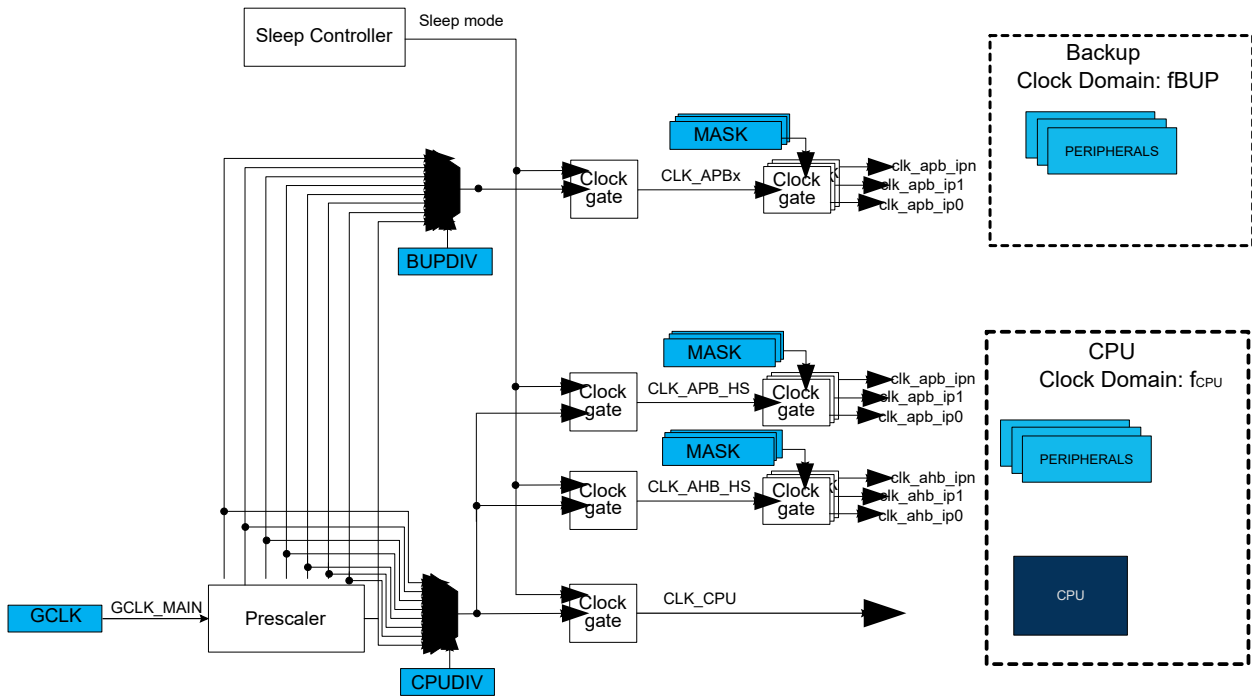 Sleep Controller
Sleep mode
Backup
Clock Domain: fBUP
PERIPHERALS
MASK
Clock
gate
CLK_APBx
Clock
gate
clk_apb_ipn
clk_apb_ip1
clk_apb_ip0
BUPDIV
MASK
Clock
gate
CLK_APB_HS
Clock
gate
clk_apb_ipn
clk_apb_ip1
clk_apb_ip0
MASK
Clock
gate
CLK_AHB_HS
Clock
gate
clk_ahb_ipn
clk_ahb_ip1
clk_ahb_ip0
CPU
Clock Domain: fCPU
PERIPHERALS
CPU
GCLK
GCLK_MAIN
Prescaler
Clock
gate
CLK_CPU
CPUDIV